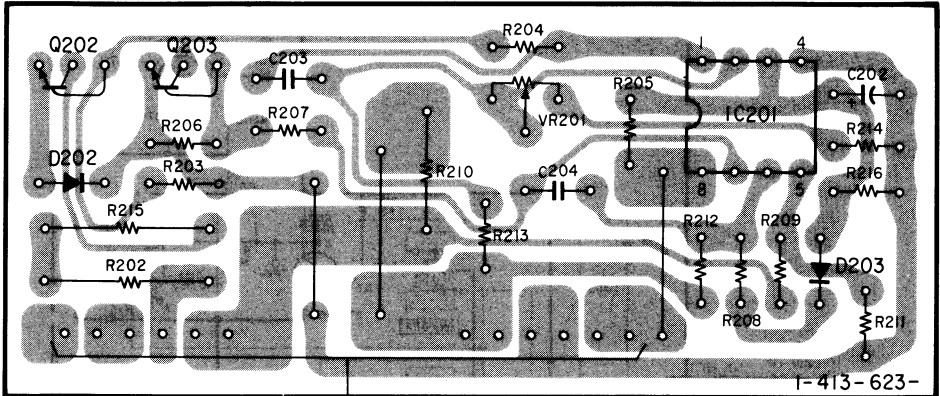 R204
Q202 Q203 1 4
C203
R205 C202
R207 VR201 IC201
R206 R214
D202
R203 R210 C204 8 5 R216
R215 R213 R212 R209
R202 D203
R208 R211
1-413-623-